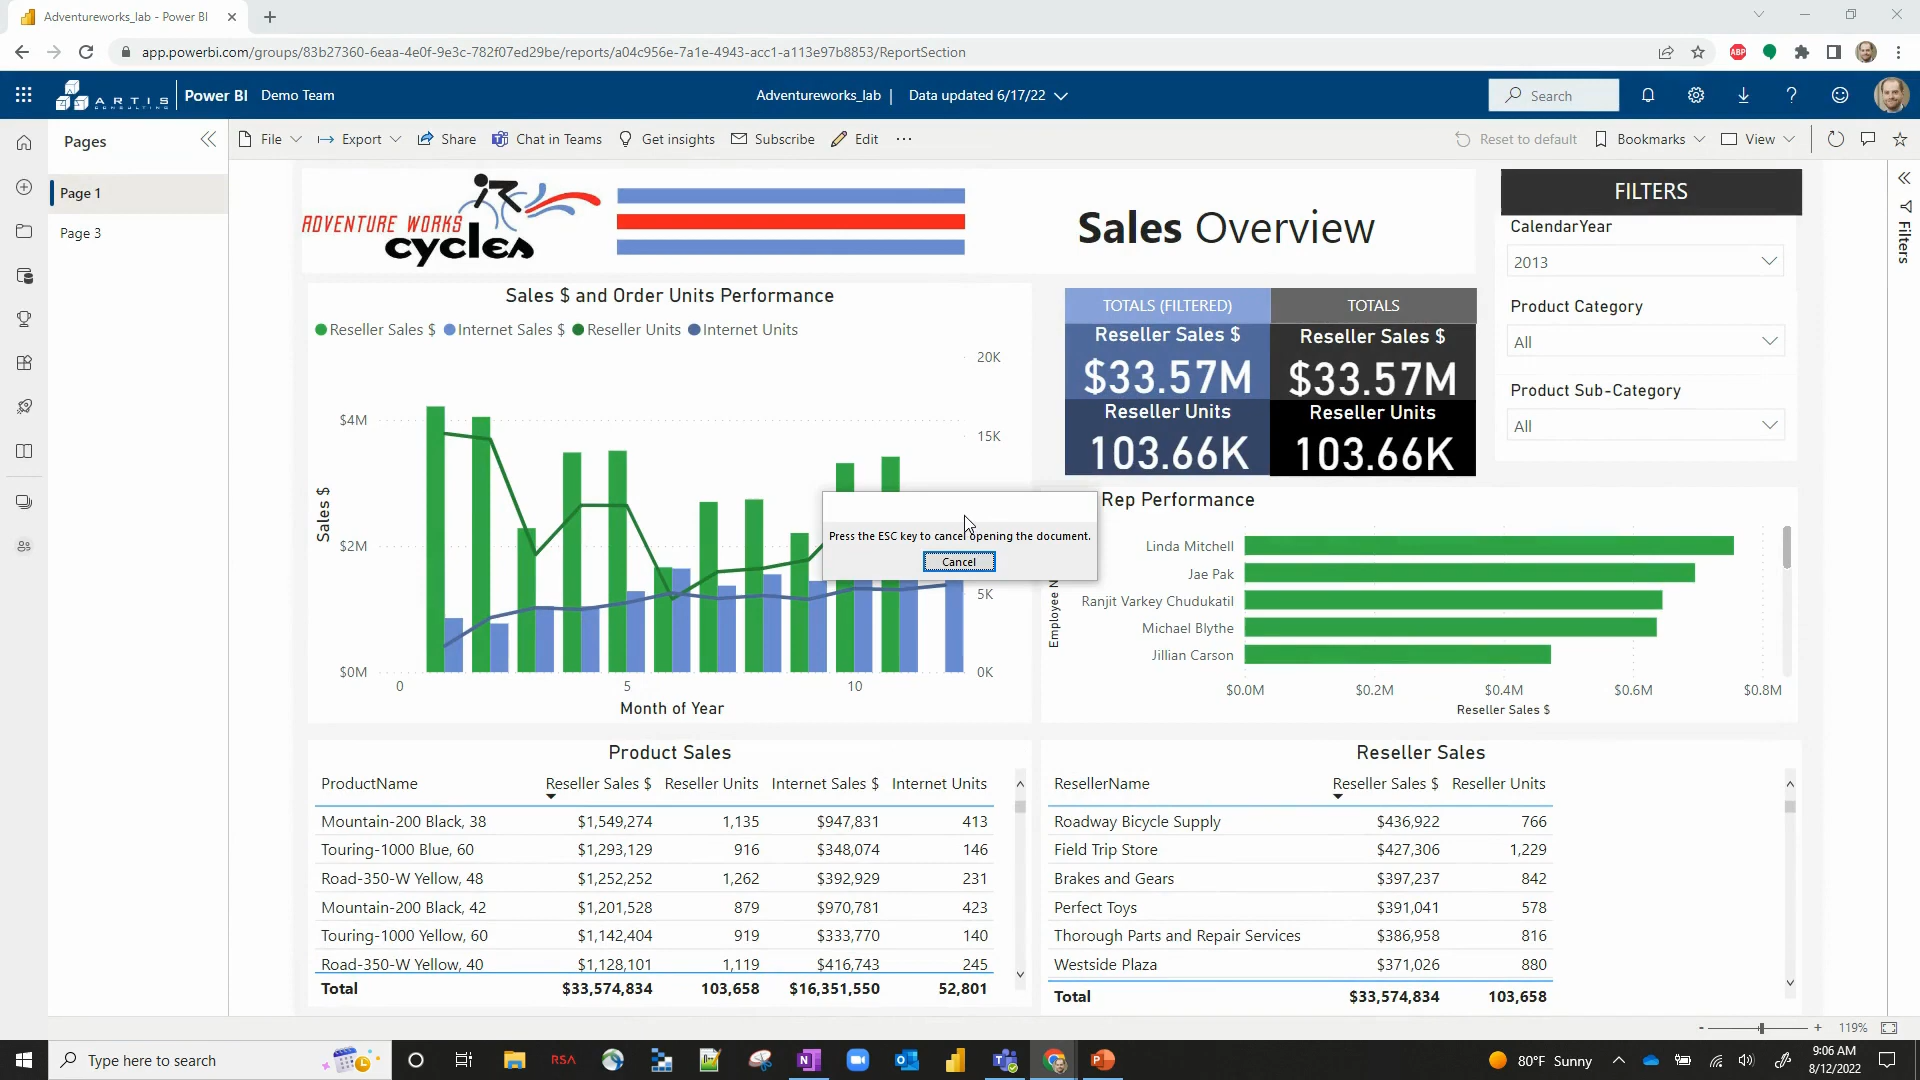 Adventureworks_lab - Power BI
app.powerbi.com/groups/83b27360-6eaa-4e0f-9e3c-782f07ed29be/reports/a04c956e-7a1e-4943-acc1-a113e97b8853/ReportSection
ABP
ARTIS
CONSULTING
Power BI Demo Team
Adventureworks_lab | Data updated 6/17/22
Search
Pages
File Export Share Chat in Teams Get insights Subscribe Edit ...
Reset to default Bookmarks View
Page 1
Page 3
ADVENTURE WORKS
cycles
Sales Overview
FILTERS
CalendarYear
2013
Product Category
All
Product Sub-Category
All
Filters
Sales $ and Order Units Performance
Reseller Sales $ Internet Sales $ Reseller Units Internet Units
20K
$4M
15K
$2M
5K
$0M
0K
0 5 10
Sales $
Month of Year
TOTALS (FILTERED) TOTALS
Reseller Sales $ Reseller Sales $
$33.57M $33.57M
Reseller Units Reseller Units
103.66K 103.66K
Press the ESC key to cancel opening the document.
Cancel
Rep Performance
Linda Mitchell
Jae Pak
Ranjit Varkey Chudukatil
Michael Blythe
Jillian Carson
Employee N
$0.0M $0.2M $0.4M $0.6M $0.8M
Reseller Sales $
Product Sales
ProductName Reseller Sales $ Reseller Units Internet Sales $ Internet Units
Mountain-200 Black, 38 $1,549,274 1,135 $947,831 413
Touring-1000 Blue, 60 $1,293,129 916 $348,074 146
Road-350-W Yellow, 48 $1,252,252 1,262 $392,929 231
Mountain-200 Black, 42 $1,201,528 879 $970,781 423
Touring-1000 Yellow, 60 $1,142,404 919 $333,770 140
Road-350-W Yellow, 40 $1,128,101 1,119 $416,743 245
Total $33,574,834 103,658 $16,351,550 52,801
Reseller Sales
ResellerName Reseller Sales $ Reseller Units
Roadway Bicycle Supply $436,922 766
Field Trip Store $427,306 1,229
Brakes and Gears $397,237 842
Perfect Toys $391,041 578
Thorough Parts and Repair Services $386,958 816
Westside Plaza $371,026 880
Total $33,574,834 103,658
- + 119%
Type here to search
RSA
80°F Sunny
9:06 AM
8/12/2022